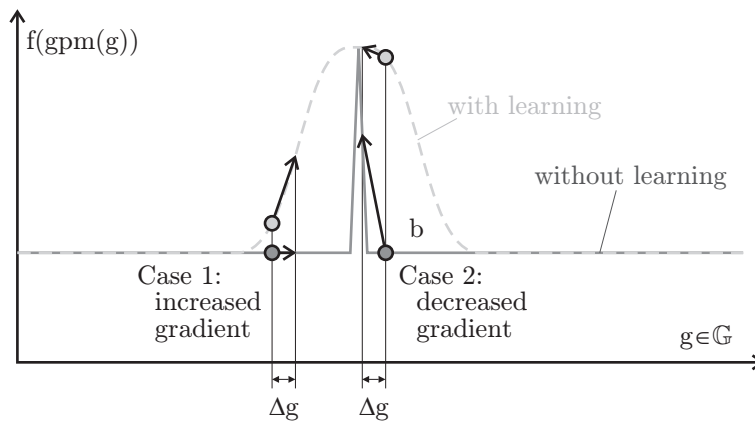 f(gpm(g))
with learning
without learning
b
Case 1:
increased
gradient
Case 2:
decreased
gradient
g∈𝔾
Δg
Δg